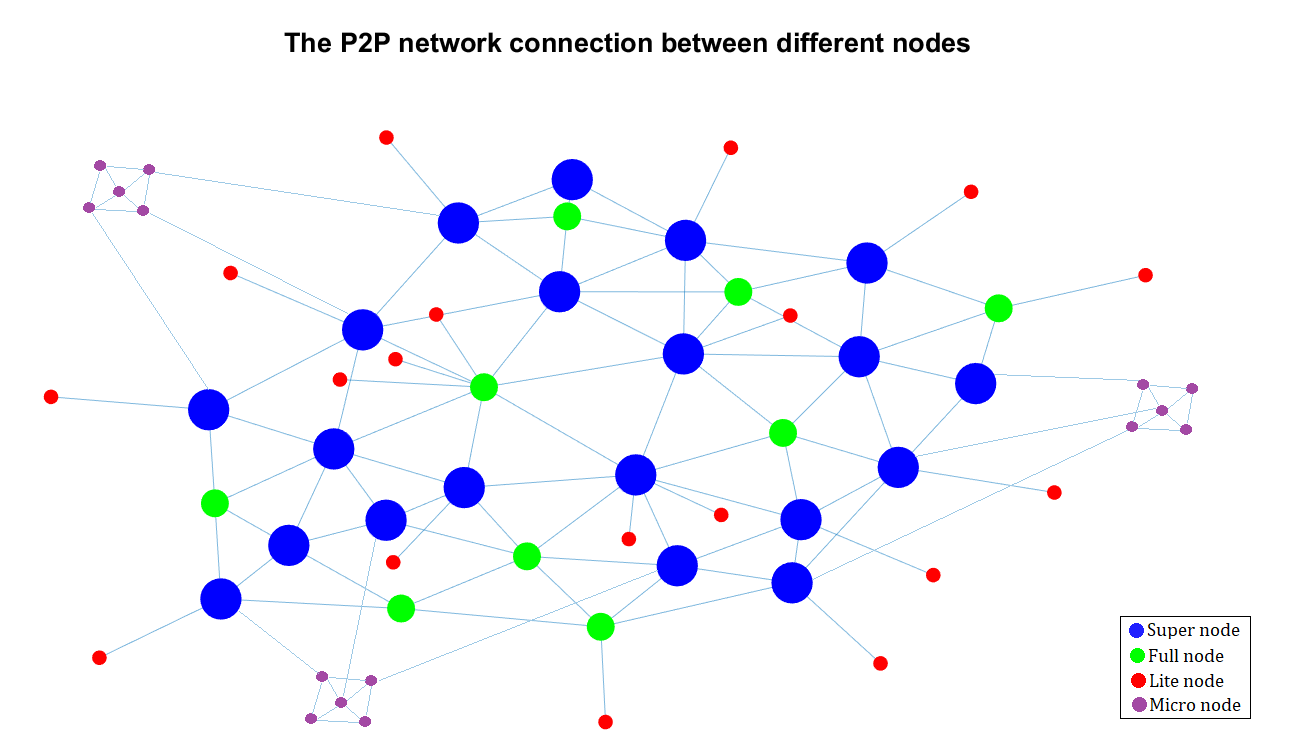 The P2P network connection between different nodes
Super node
Full node
Lite node
Micro node